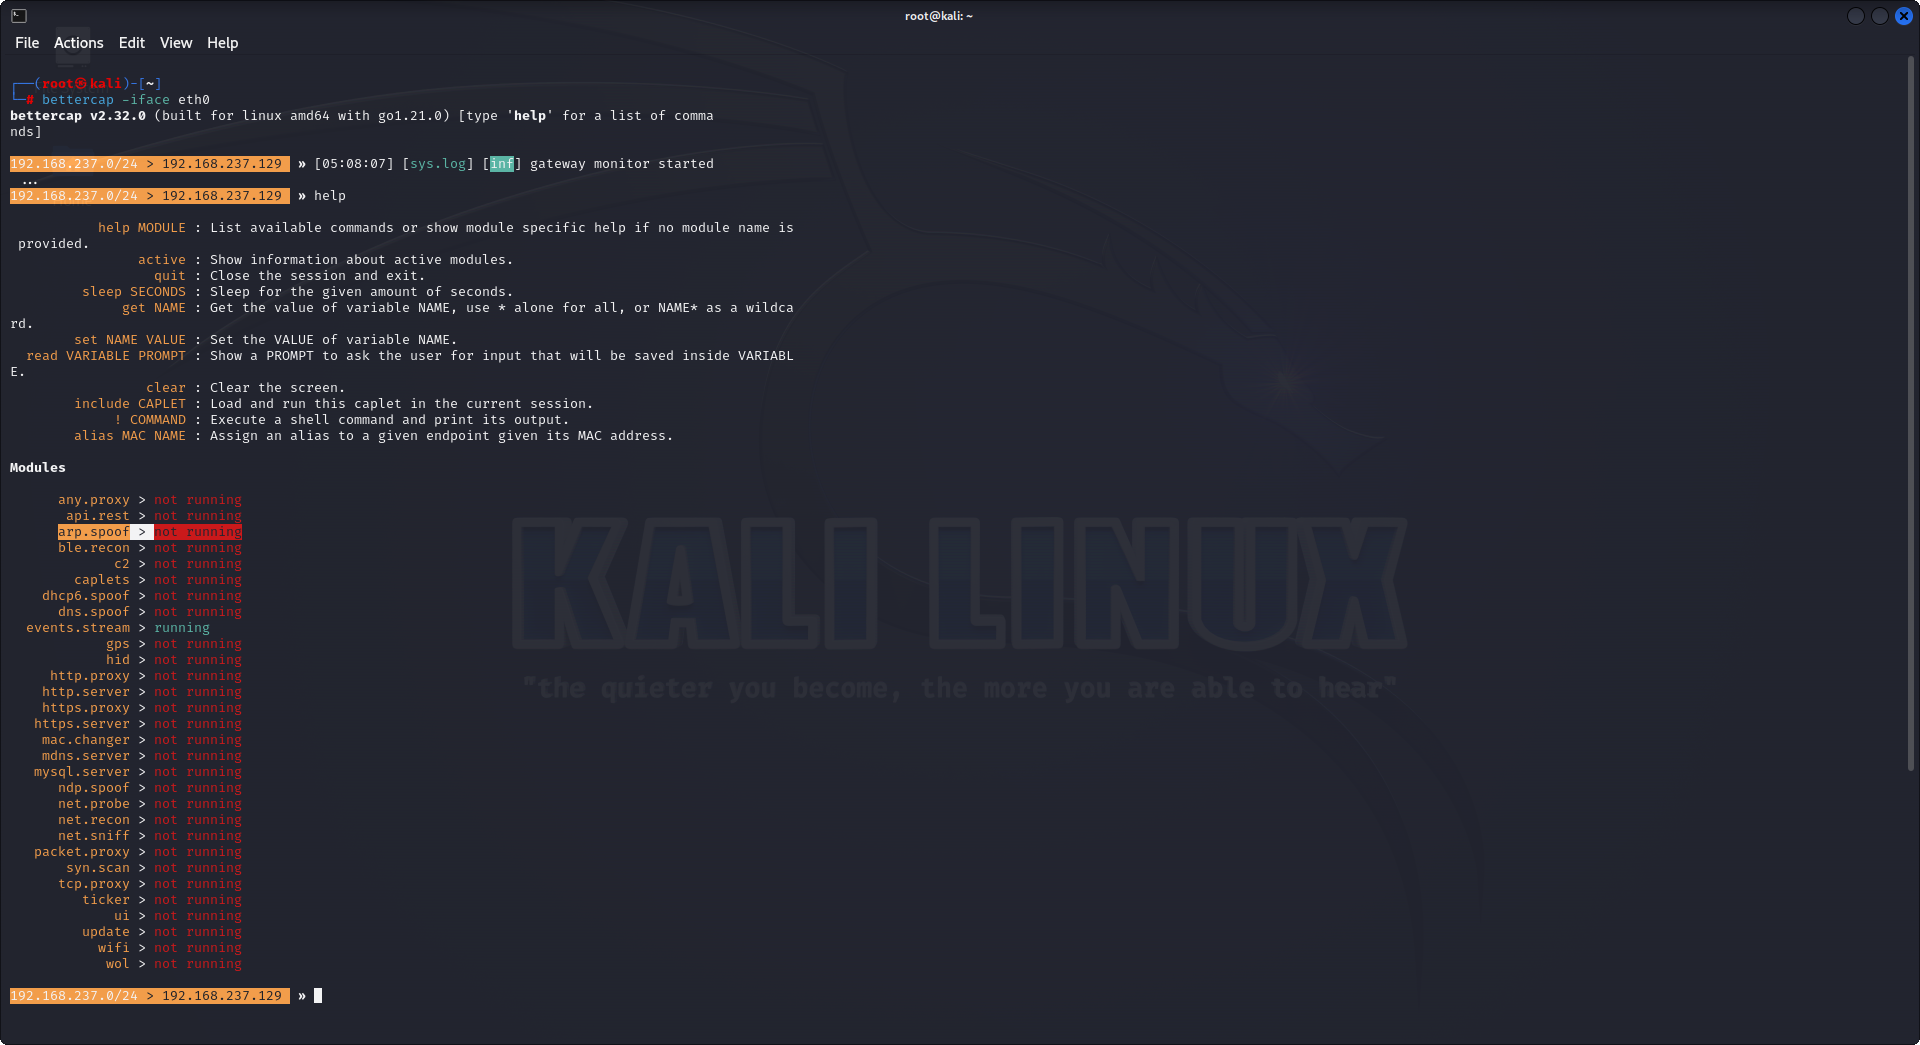 root@kali: ~
File Actions Edit View Help
┌──(root㉿kali)-[~]
└─# bettercap -iface eth0
bettercap v2.32.0 (built for linux amd64 with go1.21.0) [type 'help' for a list of comma
nds]
192.168.237.0/24 > 192.168.237.129 » [05:08:07] [sys.log] [inf] gateway monitor started
...
192.168.237.0/24 > 192.168.237.129 » help
help MODULE : List available commands or show module specific help if no module name is
provided.
active : Show information about active modules.
quit : Close the session and exit.
sleep SECONDS : Sleep for the given amount of seconds.
get NAME : Get the value of variable NAME, use * alone for all, or NAME* as a wildca
rd.
set NAME VALUE : Set the VALUE of variable NAME.
read VARIABLE PROMPT : Show a PROMPT to ask the user for input that will be saved inside VARIABL
E.
clear : Clear the screen.
include CAPLET : Load and run this caplet in the current session.
! COMMAND : Execute a shell command and print its output.
alias MAC NAME : Assign an alias to a given endpoint given its MAC address.
Modules
any.proxy > not running
api.rest > not running
arp.spoof > not running
ble.recon > not running
c2 > not running
caplets > not running
dhcp6.spoof > not running
dns.spoof > not running
events.stream > running
gps > not running
hid > not running
http.proxy > not running
http.server > not running
https.proxy > not running
https.server > not running
mac.changer > not running
mdns.server > not running
mysql.server > not running
ndp.spoof > not running
net.probe > not running
net.recon > not running
net.sniff > not running
packet.proxy > not running
syn.scan > not running
tcp.proxy > not running
ticker > not running
ui > not running
update > not running
wifi > not running
wol > not running
192.168.237.0/24 > 192.168.237.129 »
KALI LINUX
"the quieter you become, the more you are able to hear"